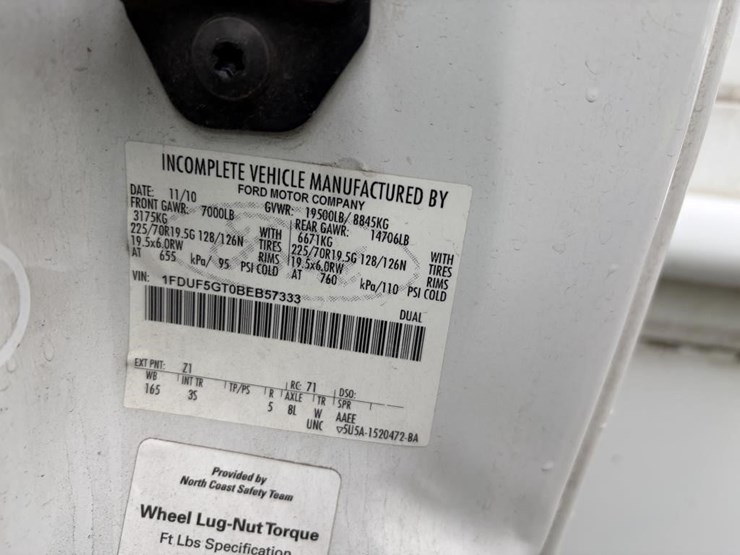 INCOMPLETE VEHICLE MANUFACTURED BY
FORD MOTOR COMPANY
DATE: 11/10 GVWR: 19500LB/ 8845KG
FRONT GAWR: 7000LB REAR GAWR: 14706LB
3175KG WITH 6671KG WITH
225/70R19.5G 128/126N TIRES 225/70R19.5G 128/126N TIRES
19.5x6.0RW RIMS 19.5x6.0RW RIMS
AT 655 kPa/ 95 PSI COLD AT 760 kPa/110 PSI COLD
VIN: 1FDUF5GT0BEB57333 DUAL
EXT PNT: Z1 RC: 71 DSO:
WB INT TR TP/PS R AXLE TR SPR
165 3S 5 8L W AAEE
UNC ▽5U5A-1520472-BA
Provided by
North Coast Safety Team
Wheel Lug-Nut Torque
Ft Lbs Specification